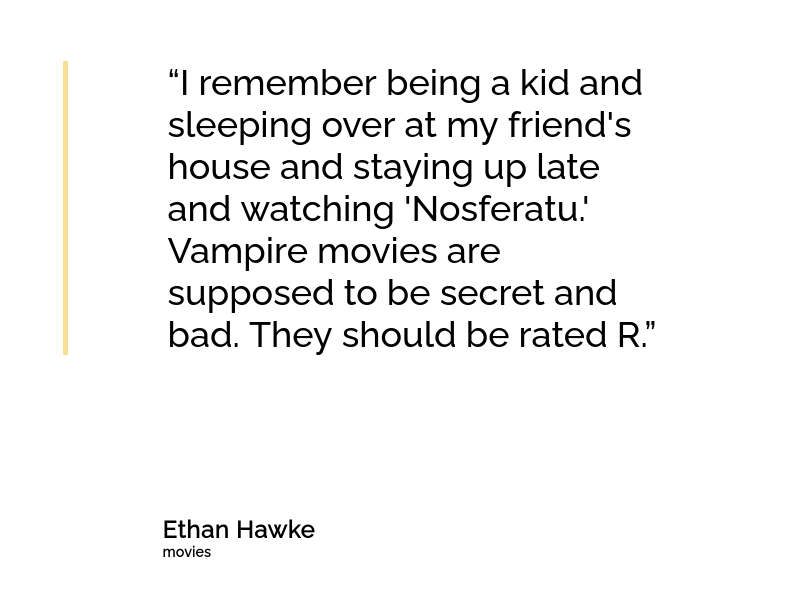 “I remember being a kid and
sleeping over at my friend's
house and staying up late
and watching 'Nosferatu.'
Vampire movies are
supposed to be secret and
bad. They should be rated R.”
Ethan Hawke
movies